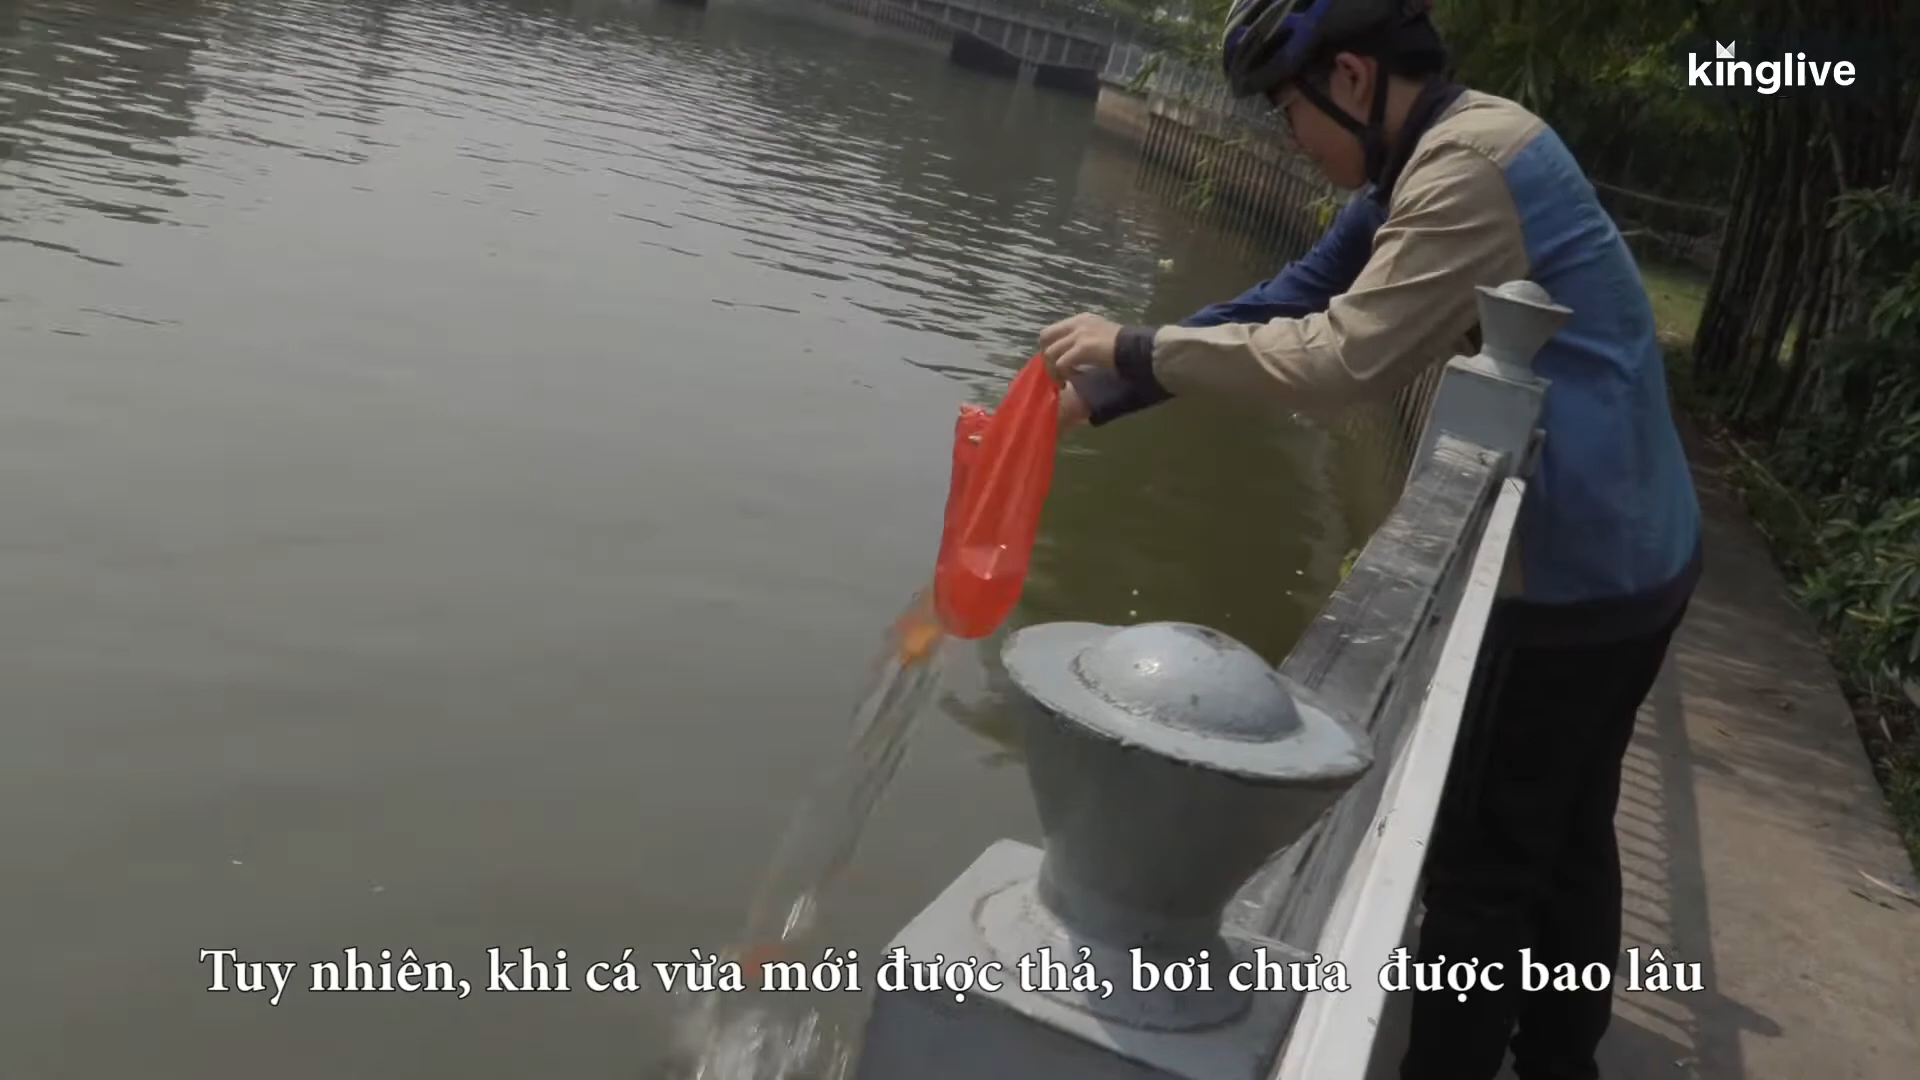 kinglive
Tuy nhiên, khi cá vừa mới được thả, bơi chưa được bao lâu